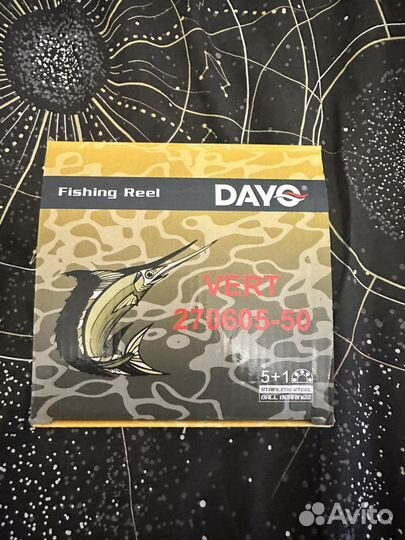 Fishing Reel
DAYO
VERT
270605-50
5+1
STAINLESS STEEL
BALL BEARINGS
Avito